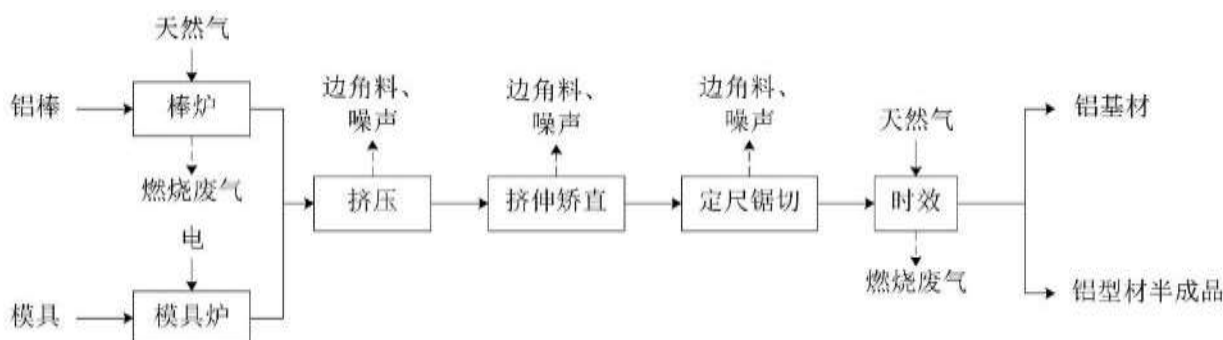 天然气
铝棒
棒炉
燃烧废气
电
模具
模具炉
边角料、
噪声
挤压
边角料、
噪声
挤伸矫直
边角料、
噪声
定尺锯切
天然气
时效
燃烧废气
铝基材
铝型材半成品